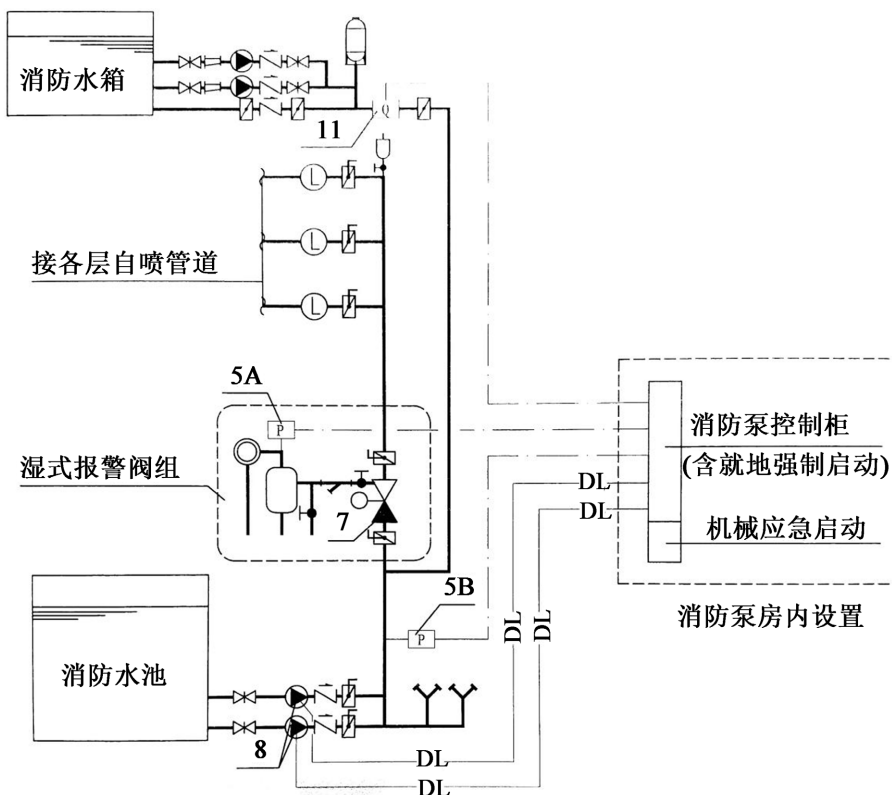 消防水箱
11
Q
L
L
接各层自喷管道
L
5A
P
消防泵控制柜
(含就地强制启动)
湿式报警阀组
DL
DL
7
机械应急启动
5B
P
DL
DL
消防泵房内设置
消防水池
8
DL
DL